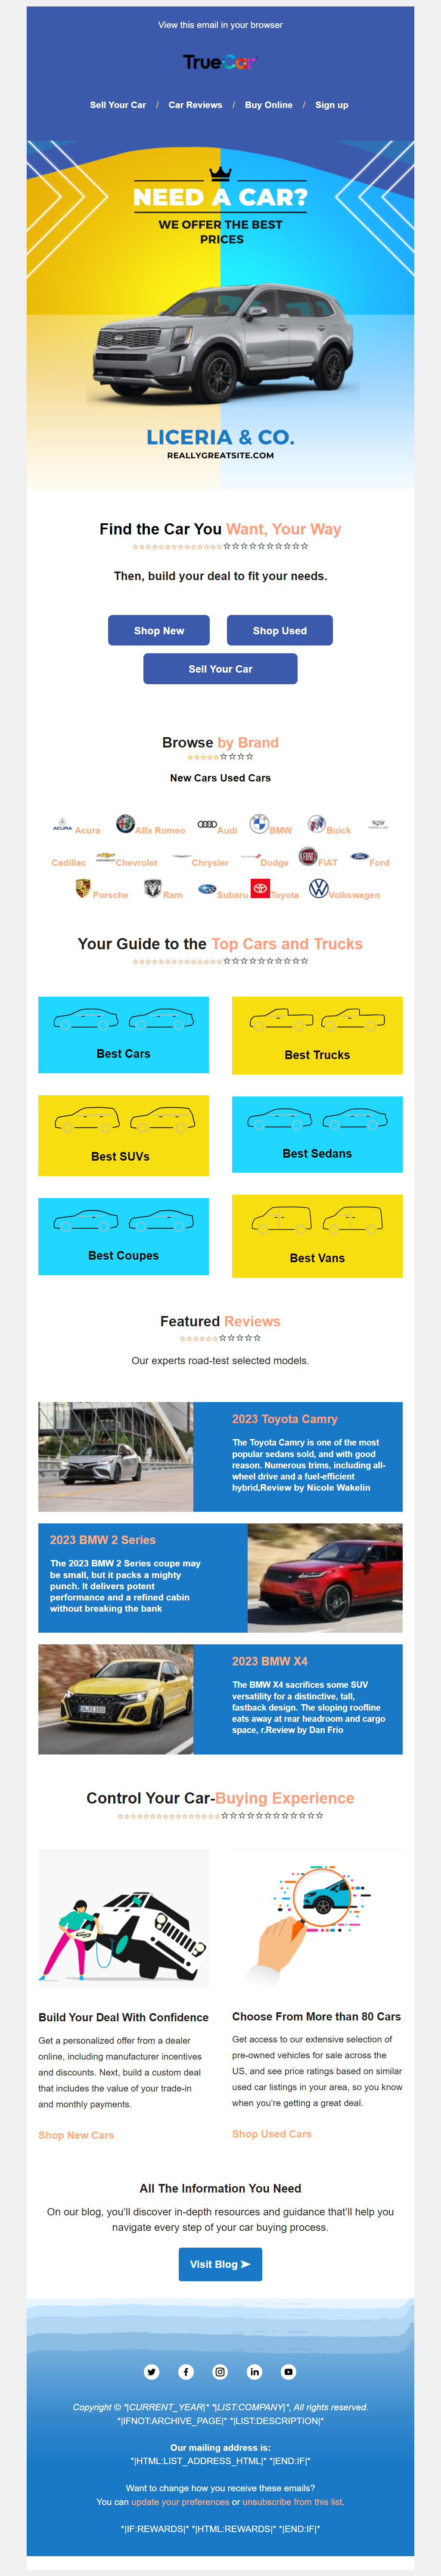 View this email in your browser
TrueCar
Sell Your Car / Car Reviews / Buy Online / Sign up
NEED A CAR?
WE OFFER THE BEST
PRICES
LICERIA & CO.
REALLYGREATSITE.COM
Find the Car You Want, Your Way
☆☆☆☆☆☆☆☆☆☆☆☆☆☆☆☆☆☆☆☆☆☆☆☆
Then, build your deal to fit your needs.
Shop New
Shop Used
Sell Your Car
Browse by Brand
☆☆☆☆☆☆☆☆☆
New Cars Used Cars
ACURA Acura Alfa Romeo Audi BMW Buick
Cadillac Chevrolet Chrysler Dodge FIAT Ford
Porsche Ram Subaru Toyota Volkswagen
Your Guide to the Top Cars and Trucks
☆☆☆☆☆☆☆☆☆☆☆☆☆☆☆☆☆☆☆☆☆☆☆☆
Best Cars
Best Trucks
Best SUVs
Best Sedans
Best Coupes
Best Vans
Featured Reviews
☆☆☆☆☆☆☆☆☆☆☆
Our experts road-test selected models.
2023 Toyota Camry
The Toyota Camry is one of the most
popular sedans sold, and with good
reason. Numerous trims, including all-
wheel drive and a fuel-efficient
hybrid,Review by Nicole Wakelin
2023 BMW 2 Series
The 2023 BMW 2 Series coupe may
be small, but it packs a mighty
punch. It delivers potent
performance and a refined cabin
without breaking the bank
2023 BMW X4
The BMW X4 sacrifices some SUV
versatility for a distinctive, tall,
fastback design. The sloping roofline
eats away at rear headroom and cargo
space, r.Review by Dan Frio
Control Your Car-Buying Experience
☆☆☆☆☆☆☆☆☆☆☆☆☆☆☆☆☆☆☆☆☆☆☆☆☆☆☆☆
Build Your Deal With Confidence
Get a personalized offer from a dealer
online, including manufacturer incentives
and discounts. Next, build a custom deal
that includes the value of your trade-in
and monthly payments.
Shop New Cars
Choose From More than 80 Cars
Get access to our extensive selection of
pre-owned vehicles for sale across the
US, and see price ratings based on similar
used car listings in your area, so you know
when you're getting a great deal.
Shop Used Cars
All The Information You Need
On our blog, you'll discover in-depth resources and guidance that'll help you
navigate every step of your car buying process.
Visit Blog ➤
Copyright © *|CURRENT_YEAR|* *|LIST:COMPANY|*, All rights reserved.
*|IFNOT:ARCHIVE_PAGE|* *|LIST:DESCRIPTION|*
Our mailing address is:
*|HTML:LIST_ADDRESS_HTML|* *|END:IF|*
Want to change how you receive these emails?
You can update your preferences or unsubscribe from this list.
*|IF:REWARDS|* *|HTML:REWARDS|* *|END:IF|*